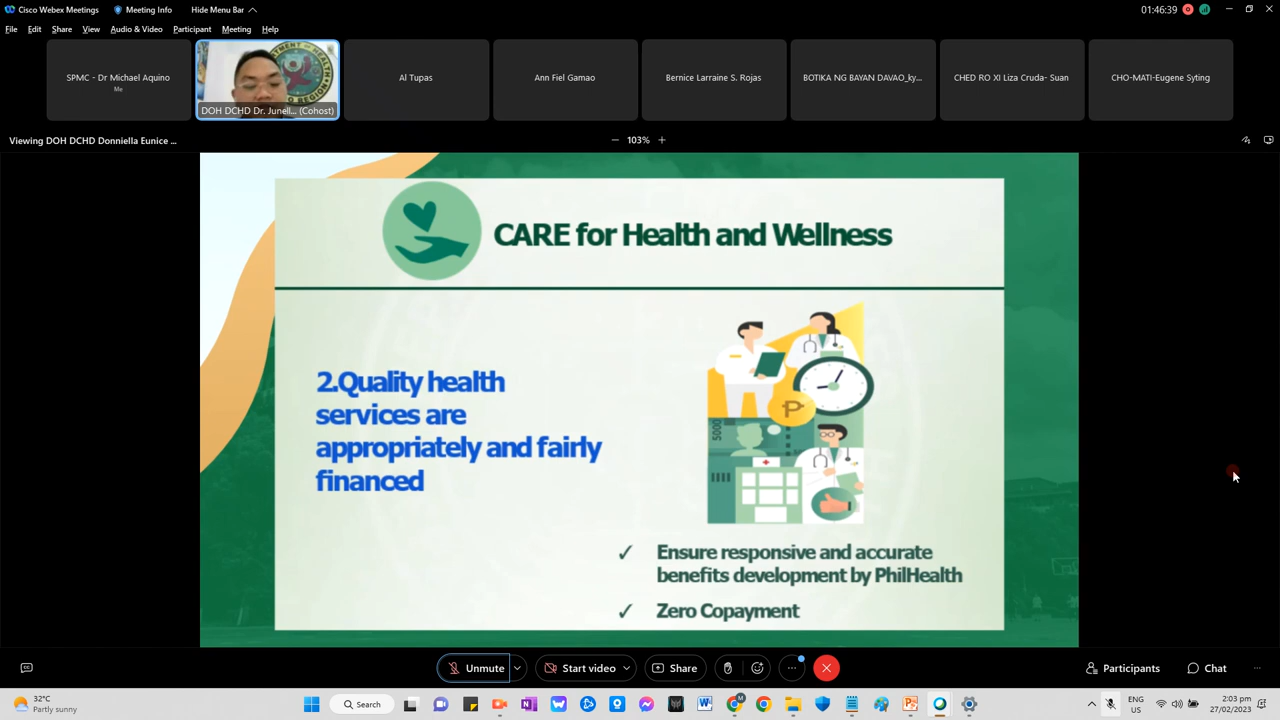 Cisco Webex Meetings
Meeting Info
Hide Menu Bar
01:46:39
File Edit Share View Audio & Video Participant Meeting Help
SPMC - Dr Michael Aquino
Me
DOH DCHD Dr. Junell... (Cohost)
Al Tupas
Ann Fiel Gamao
Bernice Larraine S. Rojas
BOTIKA NG BAYAN DAVAO_ky...
CHED RO XI Liza Cruda- Suan
CHO-MATI-Eugene Syting
Viewing DOH DCHD Donniella Eunice ...
103%
CARE for Health and Wellness
2.Quality health
services are
appropriately and fairly
financed
5000
₱
✓ Ensure responsive and accurate
benefits development by PhilHealth
✓ Zero Copayment
Unmute
Start video
Share
Participants
Chat
32°C
Partly sunny
Search
ENG
US
2:03 pm
27/02/2023